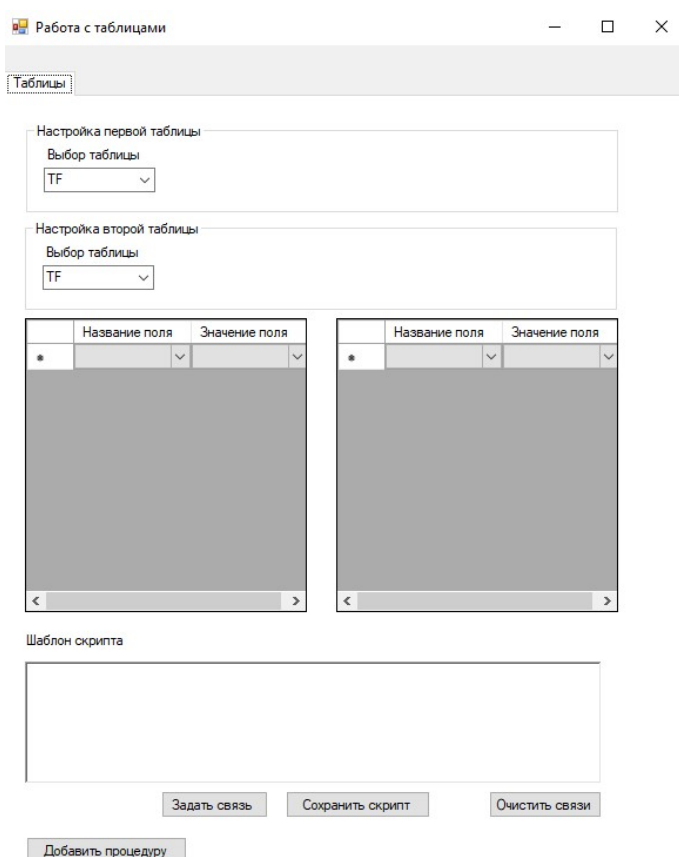 Работа с таблицами
Таблицы
Настройка первой таблицы
Выбор таблицы
TF
Настройка второй таблицы
Выбор таблицы
TF
Название поля Значение поля Название поля Значение поля
Шаблон скрипта
Задать связь Сохранить скрипт Очистить связи
Добавить процедуру